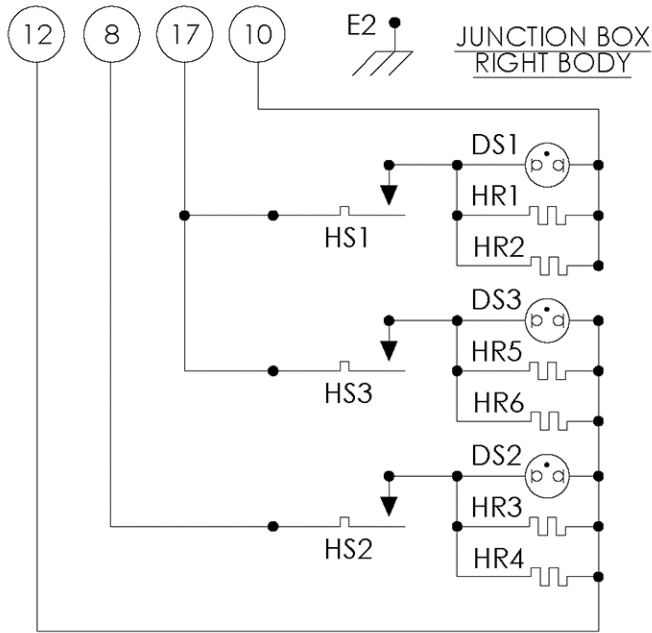 12 8 17 10 E2 JUNCTION BOX
RIGHT BODY
DS1
HR1
HS1
HR2
DS3
HR5
HS3
HR6
DS2
HR3
HS2
HR4